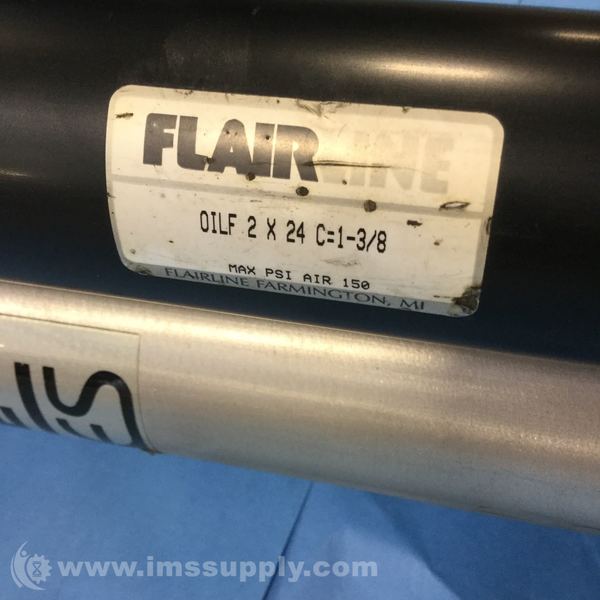 FLAIRLINE
OILF 2 X 24 C=1-3/8
MAX PSI AIR 150
FLAIRLINE FARMINGTON, MI
www.imssupply.com